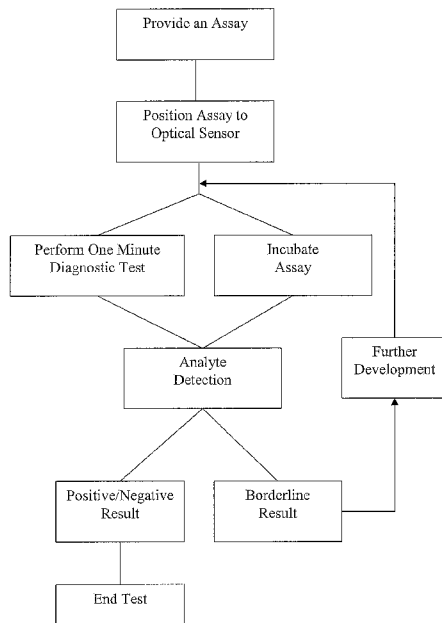 Provide an Assay
Position Assay to
Optical Sensor
Perform One Minute
Diagnostic Test
Incubate
Assay
Analyte
Detection
Further
Development
Positive/Negative
Result
Borderline
Result
End Test